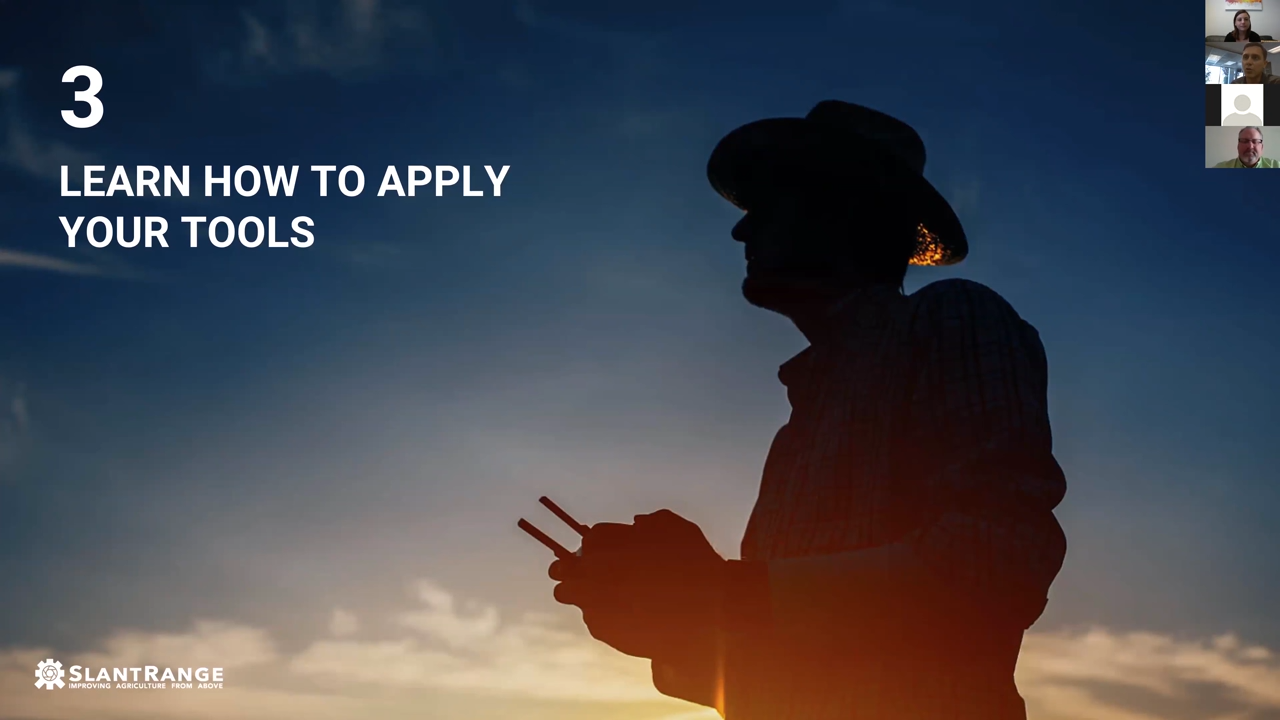 3
LEARN HOW TO APPLY
YOUR TOOLS
SLANTRANGE
IMPROVING AGRICULTURE FROM ABOVE